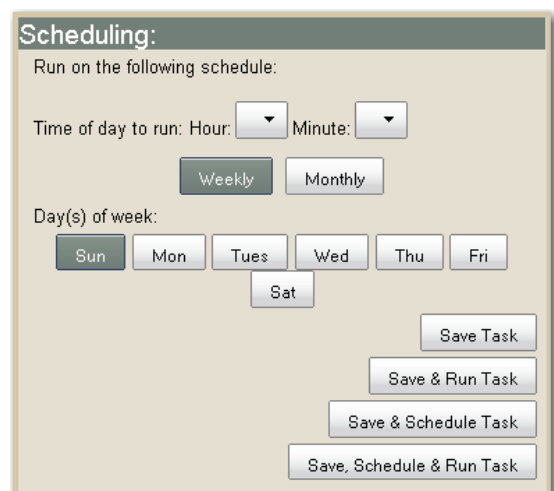 Scheduling:
Run on the following schedule:
Time of day to run: Hour: Minute:
Weekly Monthly
Day(s) of week:
Sun Mon Tues Wed Thu Fri
Sat
Save Task
Save & Run Task
Save & Schedule Task
Save, Schedule & Run Task